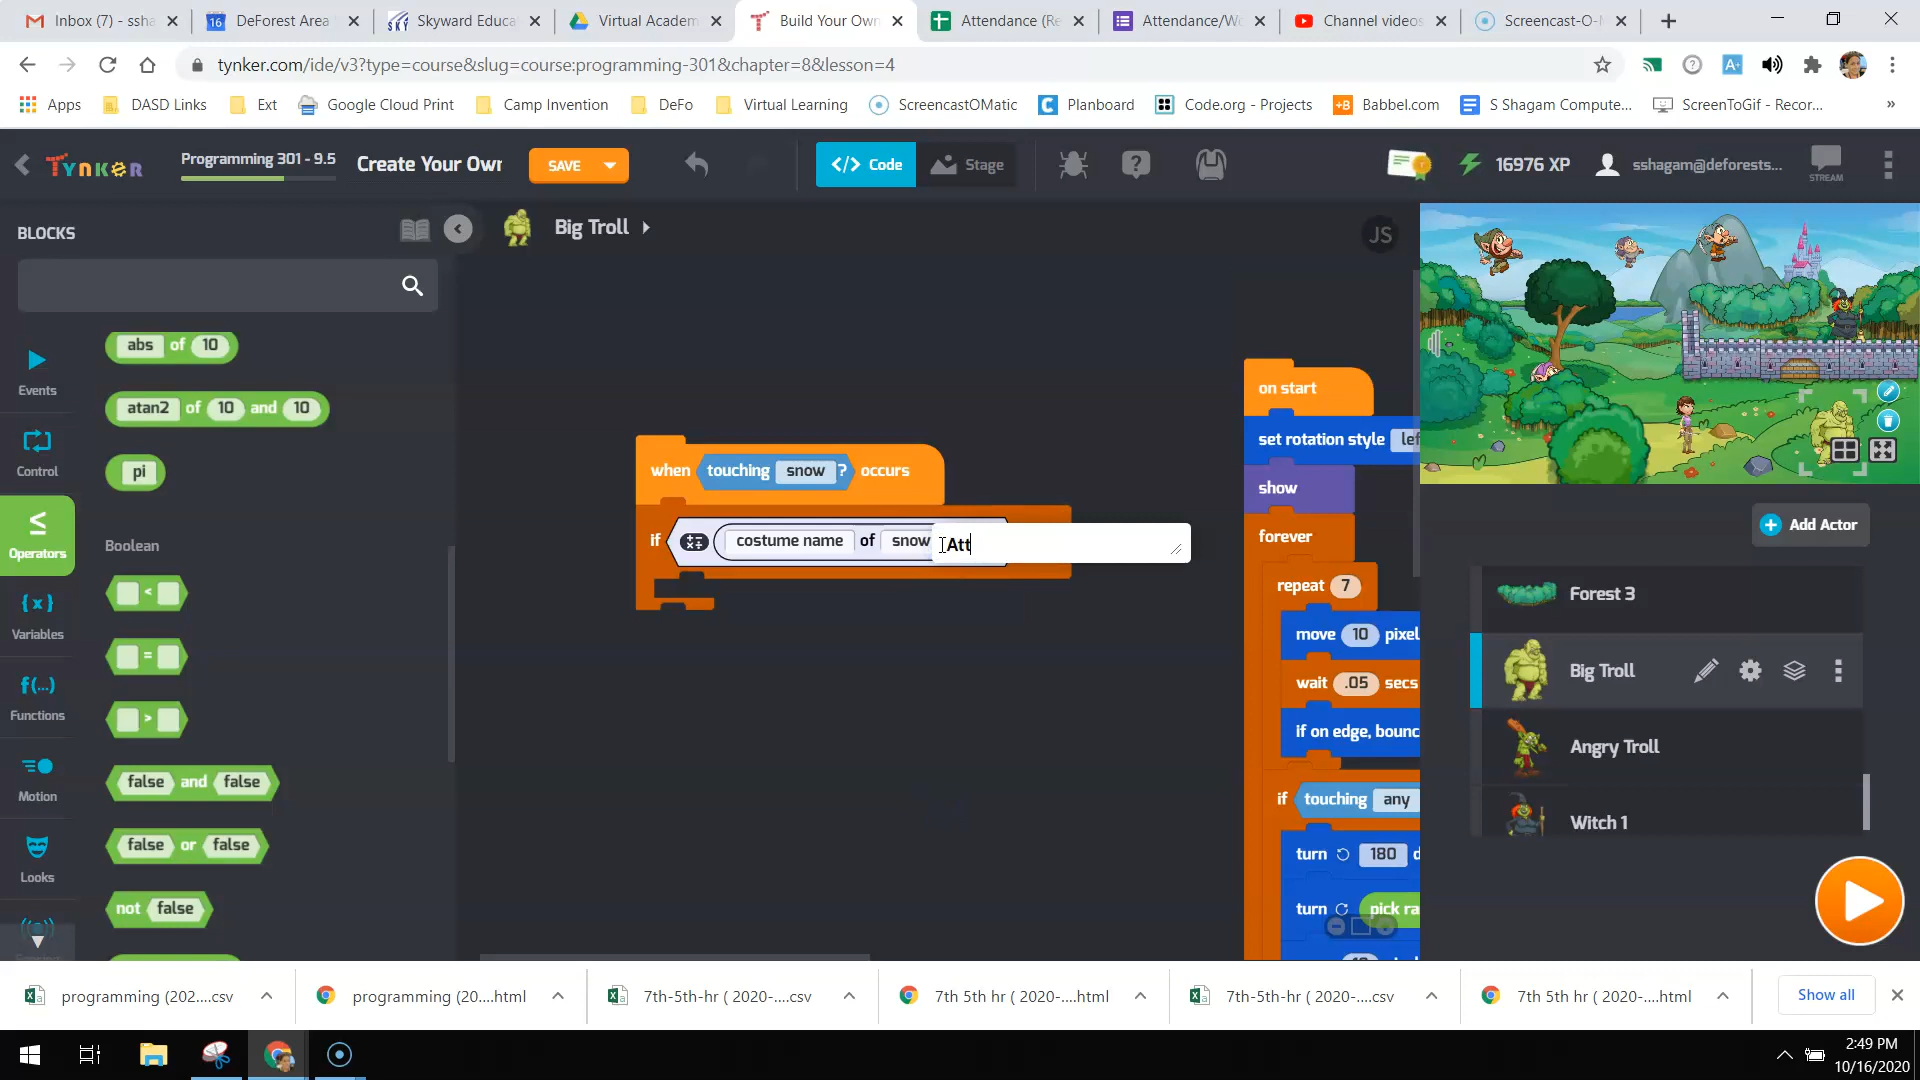 Inbox (7) - ssha
DeForest Area
Skyward Educa
Virtual Academ
Build Your Own
Attendance (Re
Attendance/Wo
Channel videos
Screencast-O-
tynker.com/ide/v3?type=course&slug=course:programming-301&chapter=8&lesson=4
Apps
DASD Links
Ext
Google Cloud Print
Camp Invention
DeFo
Virtual Learning
ScreencastOMatic
Planboard
Code.org - Projects
Babbel.com
S Shagam Compute...
ScreenToGif - Recor...
TYNKER
Programming 301 - 9.5
Create Your Owr
SAVE
</> Code
Stage
16976 XP
sshagam@deforests...
STREAM
BLOCKS
Big Troll
JS
Events
Control
Operators
Variables
Functions
Motion
Looks
abs of 10
atan2 of 10 and 10
pi
Boolean
<
=
>
false and false
false or false
not false
when touching snow ? occurs
if costume name of snow Att
on start
set rotation style lef
show
forever
repeat 7
move 10 pixel
wait .05 secs
if on edge, bounc
if touching any
turn 180 d
turn pick ra
Add Actor
Forest 3
Big Troll
Angry Troll
Witch 1
programming (202....csv
programming (20....html
7th-5th-hr ( 2020-....csv
7th 5th hr ( 2020-....html
7th-5th-hr ( 2020-....csv
7th 5th hr ( 2020-....html
Show all
2:49 PM
10/16/2020